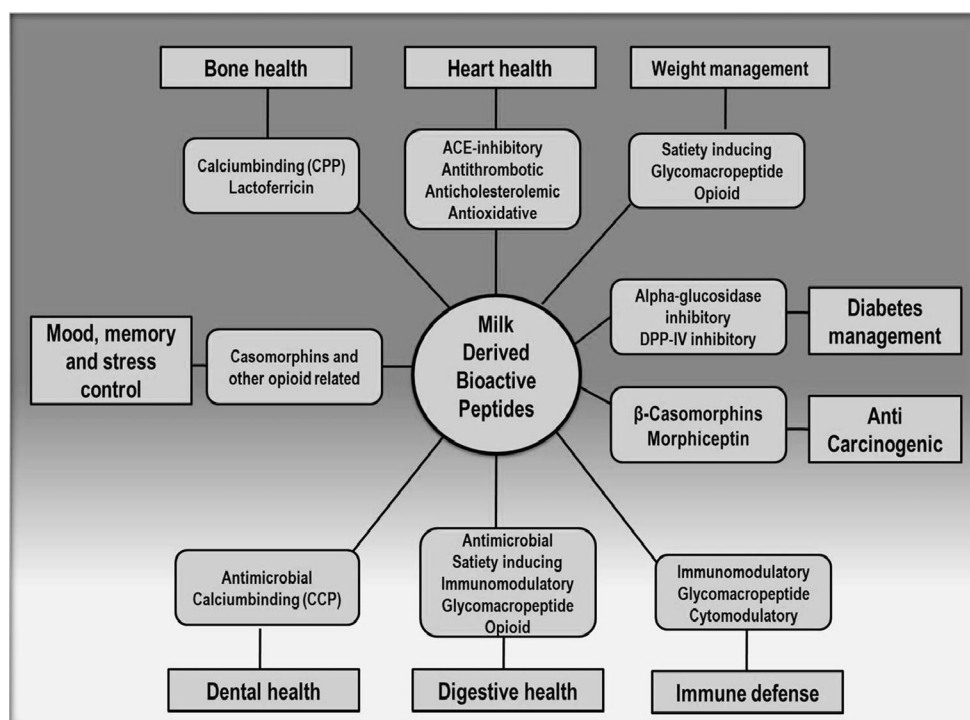 Bone health
Heart health
Weight management
Calciumbinding (CPP)
Lactoferricin
ACE-inhibitory
Antithrombotic
Anticholesterolemic
Antioxidative
Satiety inducing
Glycomacropeptide
Opioid
Mood, memory
and stress
control
Casomorphins and
other opioid related
Milk
Derived
Bioactive
Peptides
Alpha-glucosidase
inhibitory
DPP-IV inhibitory
Diabetes
management
β-Casomorphins
Morphiceptin
Anti
Carcinogenic
Antimicrobial
Calciumbinding (CCP)
Antimicrobial
Satiety inducing
Immunomodulatory
Glycomacropeptide
Opioid
Immunomodulatory
Glycomacropeptide
Cytomodulatory
Dental health
Digestive health
Immune defense